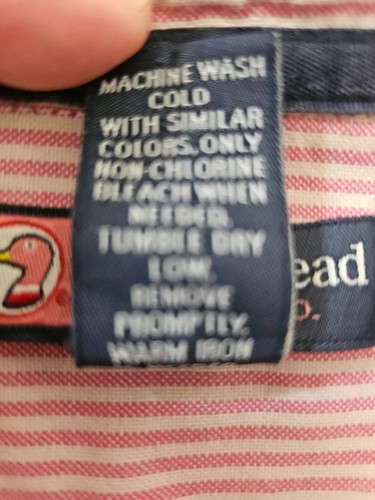 MACHINE WASH
COLD
WITH SIMILAR
COLORS. ONLY
NON-CHLORINE
BLEACH WHEN
NEEDED.
TUMBLE DRY
LOW.
REMOVE
PROMPTLY.
WARM IRON
ead
o.